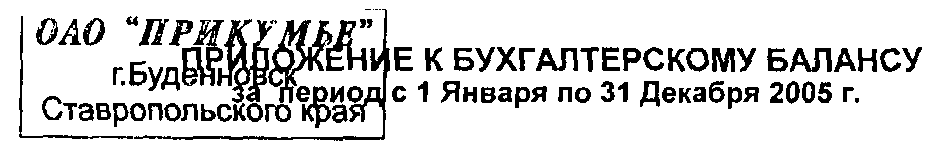 ОАО "ПРИКУМЬЕ"
г.Буденновск
Ставропольского края
ПРИЛОЖЕНИЕ К БУХГАЛТЕРСКОМУ БАЛАНСУ
за период с 1 Января по 31 Декабря 2005 г.